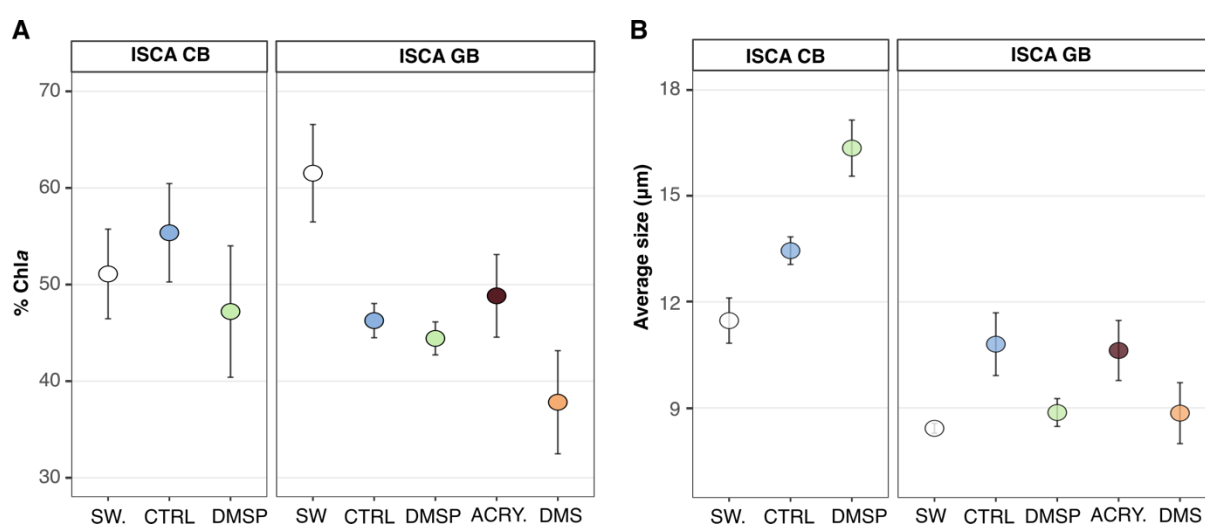 A
ISCA CB
ISCA GB
% Chla
70
60
50
40
30
SW. CTRL DMSP
SW CTRL DMSP ACRY. DMS
B
ISCA CB
ISCA GB
Average size (µm)
18
15
12
9
SW. CTRL DMSP
SW CTRL DMSP ACRY. DMS